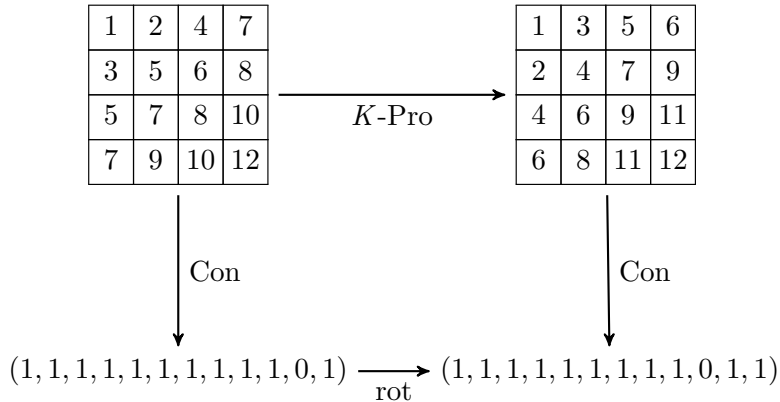 1 2 4 7
3 5 6 8
5 7 8 10
7 9 10 12
K-Pro
1 3 5 6
2 4 7 9
4 6 9 11
6 8 11 12
Con
Con
(1, 1, 1, 1, 1, 1, 1, 1, 1, 1, 0, 1)
rot
(1, 1, 1, 1, 1, 1, 1, 1, 1, 0, 1, 1)